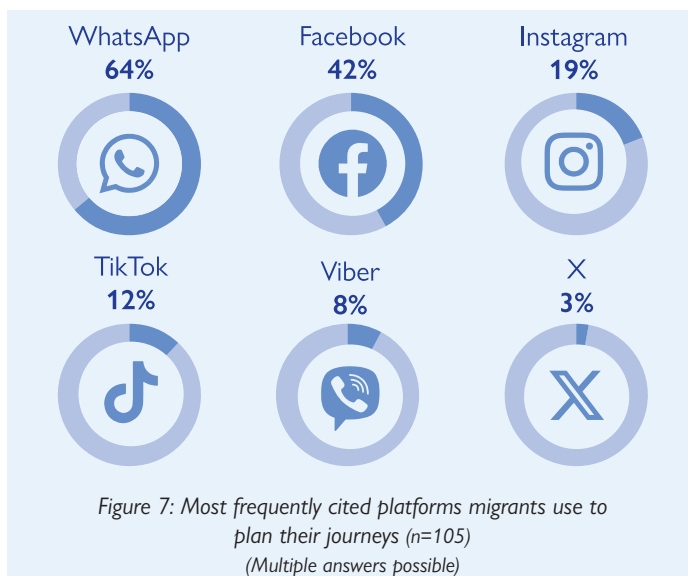 WhatsApp
64%
Facebook
42%
Instagram
19%
TikTok
12%
Viber
8%
X
3%
Figure 7: Most frequently cited platforms migrants use to
plan their journeys (n=105)
(Multiple answers possible)